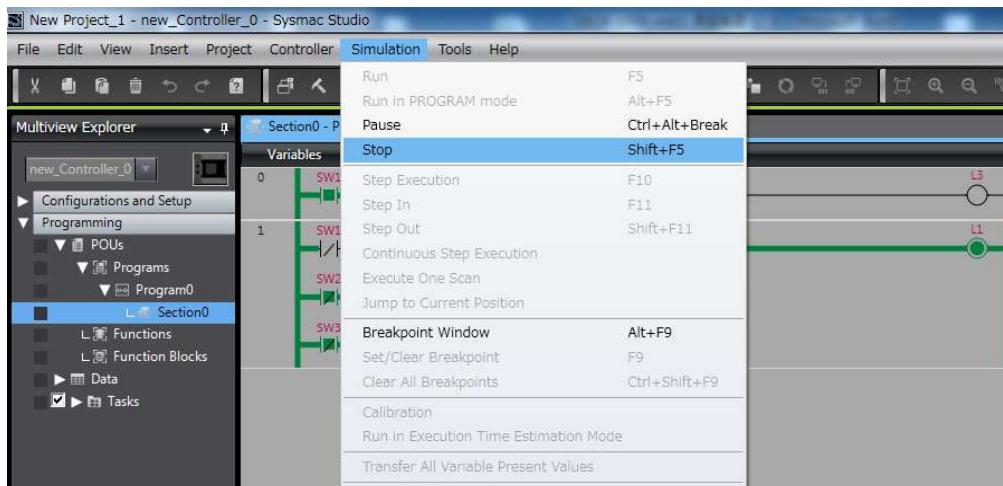 New Project_1 - new_Controller_0 - Sysmac Studio
File Edit View Insert Project Controller Simulation Tools Help
Multiview Explorer
new_Controller_0
Configurations and Setup
Programming
POUs
Programs
Program0
Section0
Functions
Function Blocks
Data
Tasks
Section0 - P
Variables
0
SW1
L3
1
SW1
L1
SW2
SW3
Run F5
Run in PROGRAM mode Alt+F5
Pause Ctrl+Alt+Break
Stop Shift+F5
Step Execution F10
Step In F11
Step Out Shift+F11
Continuous Step Execution
Execute One Scan
Jump to Current Position
Breakpoint Window Alt+F9
Set/Clear Breakpoint F9
Clear All Breakpoints Ctrl+Shift+F9
Calibration
Run in Execution Time Estimation Mode
Transfer All Variable Present Values